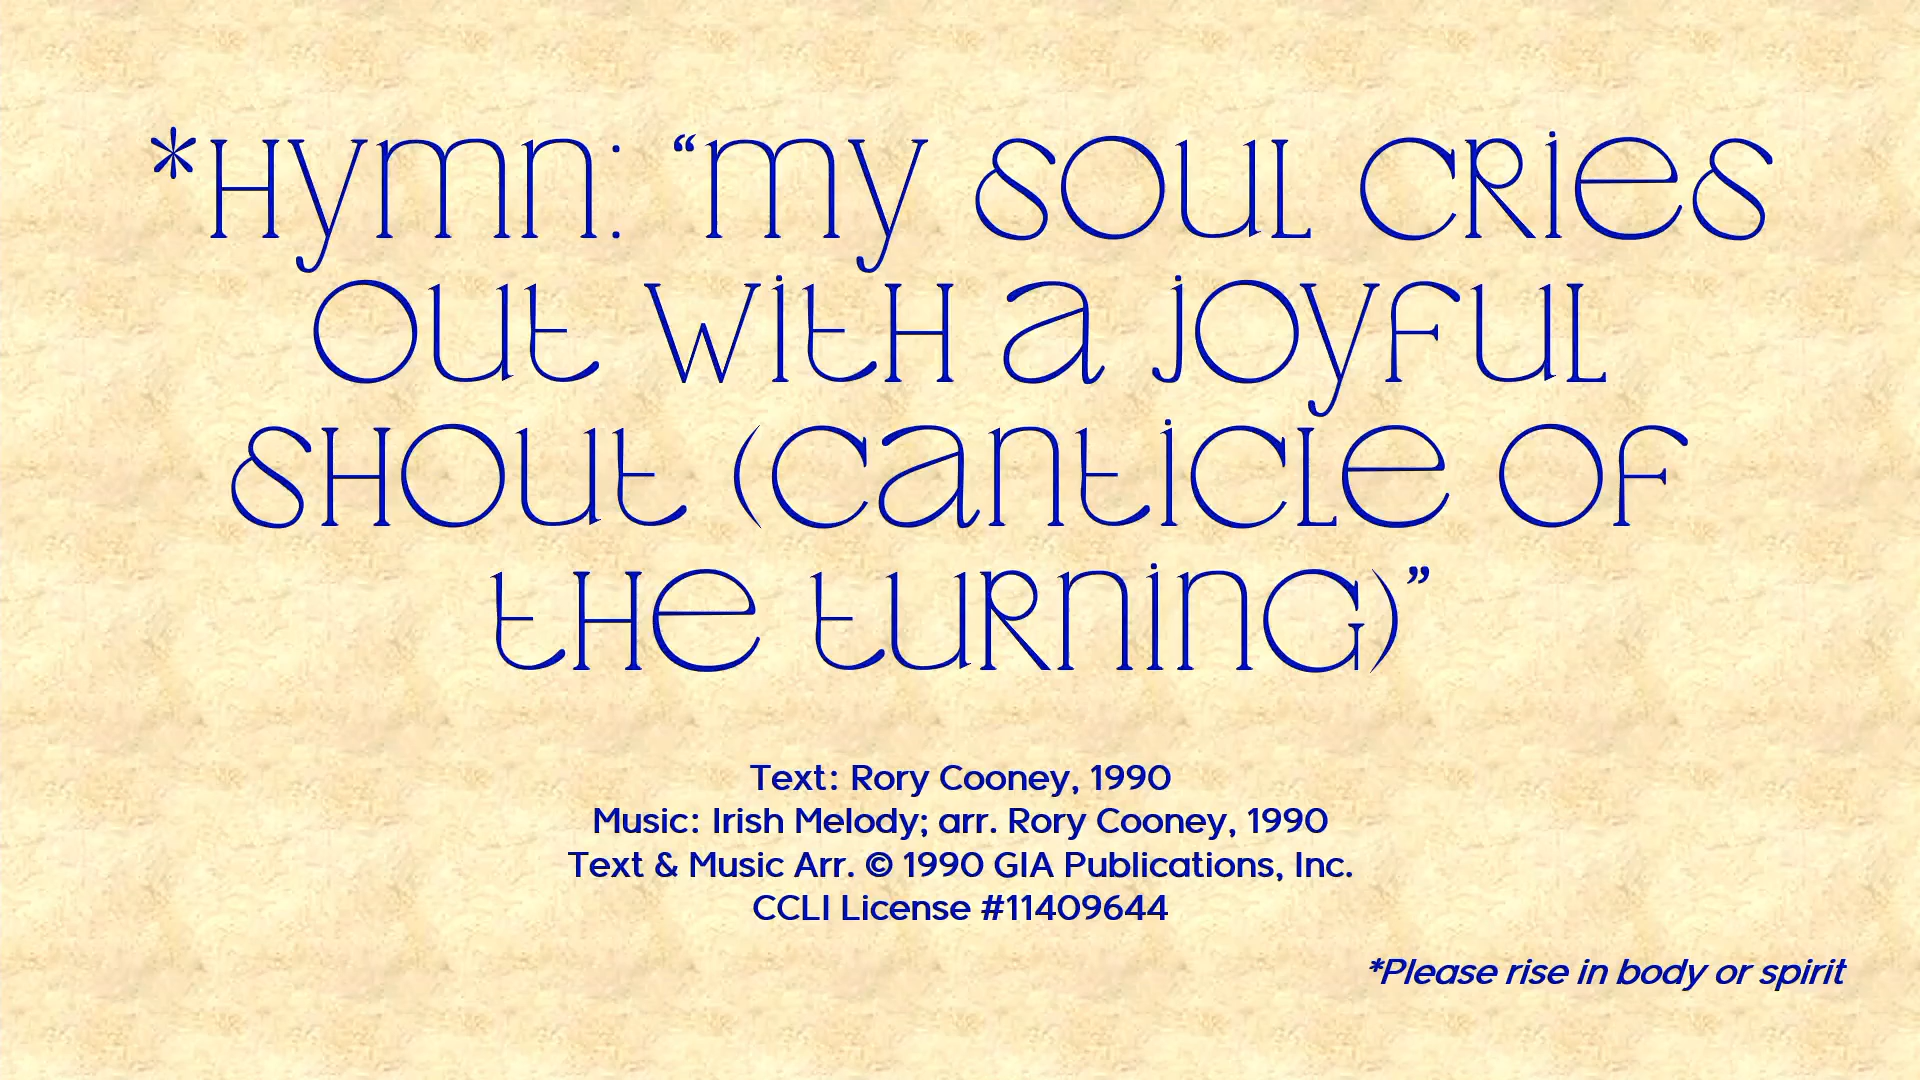 *Hymn: “My Soul Cries
Out with a Joyful
Shout (Canticle of
the Turning)”
Text: Rory Cooney, 1990
Music: Irish Melody; arr. Rory Cooney, 1990
Text & Music Arr. © 1990 GIA Publications, Inc.
CCLI License #11409644
*Please rise in body or spirit